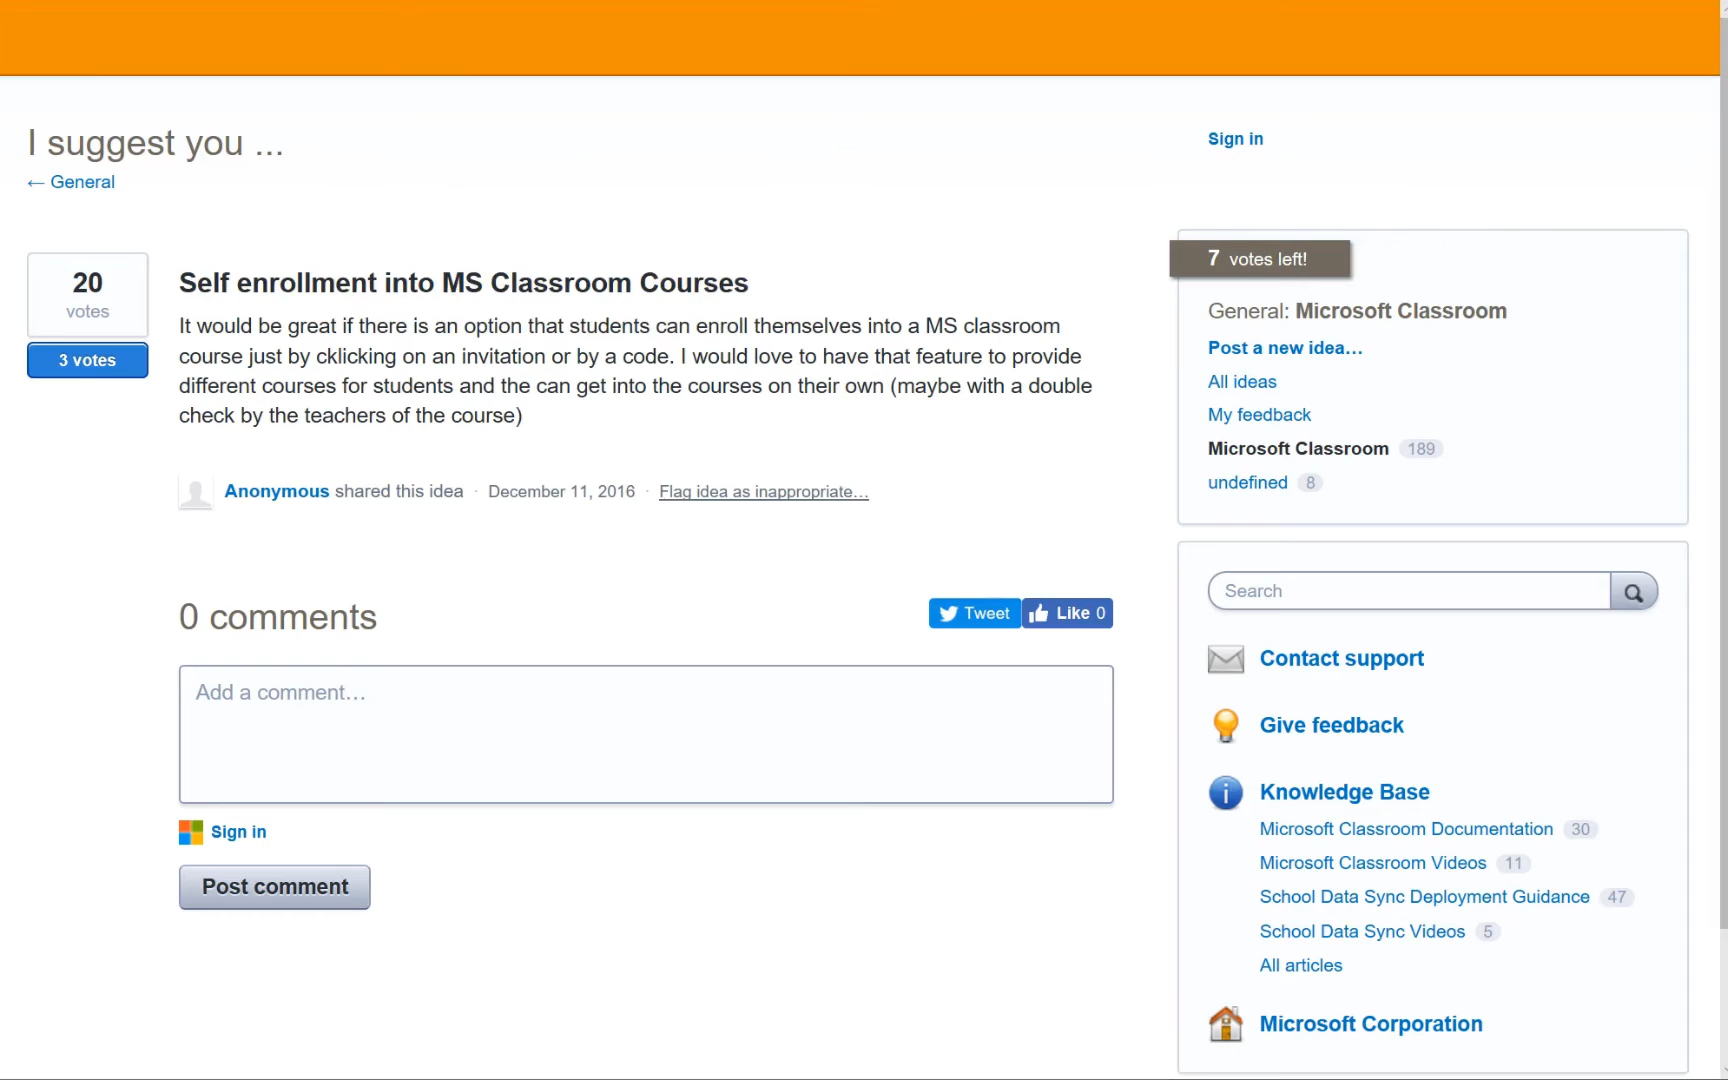 I suggest you ...
← General
Sign in
20
votes
3 votes
Self enrollment into MS Classroom Courses
It would be great if there is an option that students can enroll themselves into a MS classroom
course just by cklicking on an invitation or by a code. I would love to have that feature to provide
different courses for students and the can get into the courses on their own (maybe with a double
check by the teachers of the course)
Anonymous shared this idea · December 11, 2016 · Flag idea as inappropriate…
0 comments
Tweet
Like 0
Add a comment…
Sign in
Post comment
7 votes left!
General: Microsoft Classroom
Post a new idea…
All ideas
My feedback
Microsoft Classroom 189
undefined 8
Search
Contact support
Give feedback
Knowledge Base
Microsoft Classroom Documentation 30
Microsoft Classroom Videos 11
School Data Sync Deployment Guidance 47
School Data Sync Videos 5
All articles
Microsoft Corporation